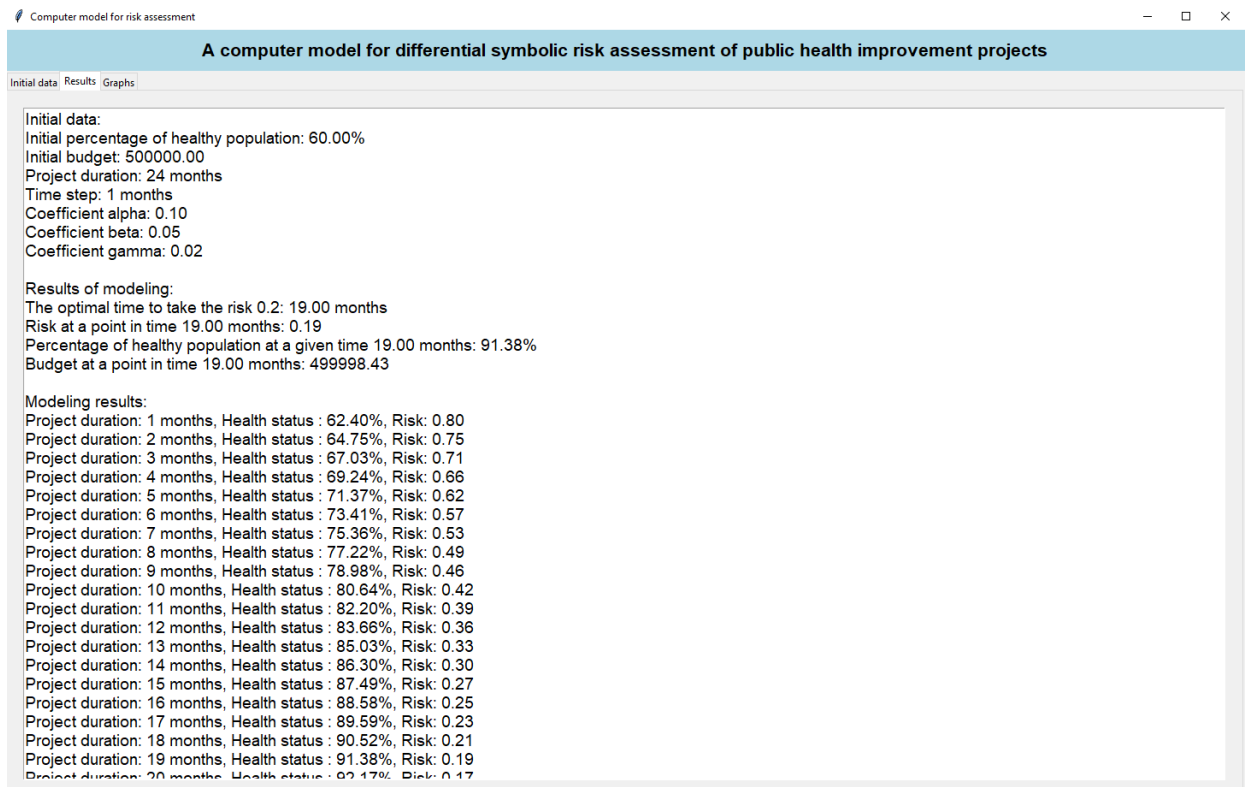 Computer model for risk assessment
A computer model for differential symbolic risk assessment of public health improvement projects
Initial data Results Graphs
Initial data:
Initial percentage of healthy population: 60.00%
Initial budget: 500000.00
Project duration: 24 months
Time step: 1 months
Coefficient alpha: 0.10
Coefficient beta: 0.05
Coefficient gamma: 0.02
Results of modeling:
The optimal time to take the risk 0.2: 19.00 months
Risk at a point in time 19.00 months: 0.19
Percentage of healthy population at a given time 19.00 months: 91.38%
Budget at a point in time 19.00 months: 499998.43
Modeling results:
Project duration: 1 months, Health status : 62.40%, Risk: 0.80
Project duration: 2 months, Health status : 64.75%, Risk: 0.75
Project duration: 3 months, Health status : 67.03%, Risk: 0.71
Project duration: 4 months, Health status : 69.24%, Risk: 0.66
Project duration: 5 months, Health status : 71.37%, Risk: 0.62
Project duration: 6 months, Health status : 73.41%, Risk: 0.57
Project duration: 7 months, Health status : 75.36%, Risk: 0.53
Project duration: 8 months, Health status : 77.22%, Risk: 0.49
Project duration: 9 months, Health status : 78.98%, Risk: 0.46
Project duration: 10 months, Health status : 80.64%, Risk: 0.42
Project duration: 11 months, Health status : 82.20%, Risk: 0.39
Project duration: 12 months, Health status : 83.66%, Risk: 0.36
Project duration: 13 months, Health status : 85.03%, Risk: 0.33
Project duration: 14 months, Health status : 86.30%, Risk: 0.30
Project duration: 15 months, Health status : 87.49%, Risk: 0.27
Project duration: 16 months, Health status : 88.58%, Risk: 0.25
Project duration: 17 months, Health status : 89.59%, Risk: 0.23
Project duration: 18 months, Health status : 90.52%, Risk: 0.21
Project duration: 19 months, Health status : 91.38%, Risk: 0.19
Project duration: 20 months, Health status : 92.17%, Risk: 0.17